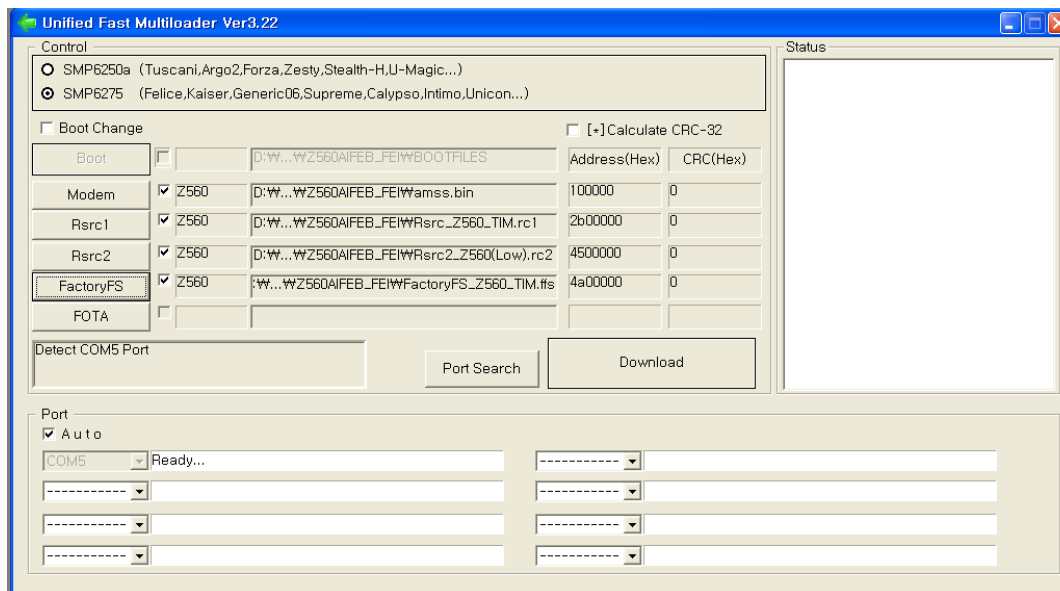 Unified Fast Multiloader Ver3.22
Control
Status
SMP6250a (Tuscani,Argo2,Forza,Zesty,Stealth-H,U-Magic...)
SMP6275 (Felice,Kaiser,Generic06,Supreme,Calypso,Intimo,Unicon...)
Boot Change
[*]Calculate CRC-32
Boot D:₩...₩Z560AIFEB_FEI₩BOOTFILES Address(Hex) CRC(Hex)
Modem Z560 D:₩...₩Z560AIFEB_FEI₩amss.bin 100000 0
Rsrc1 Z560 D:₩...₩Z560AIFEB_FEI₩Rsrc_Z560_TIM.rc1 2b00000 0
Rsrc2 Z560 D:₩...₩Z560AIFEB_FEI₩Rsrc2_Z560(Low).rc2 4500000 0
FactoryFS Z560 :₩...₩Z560AIFEB_FEI₩FactoryFS_Z560_TIM.ffs 4a00000 0
FOTA
Detect COM5 Port
Port Search
Download
Port
Auto
COM5 Ready... -----------
----------- -----------
----------- -----------
----------- -----------